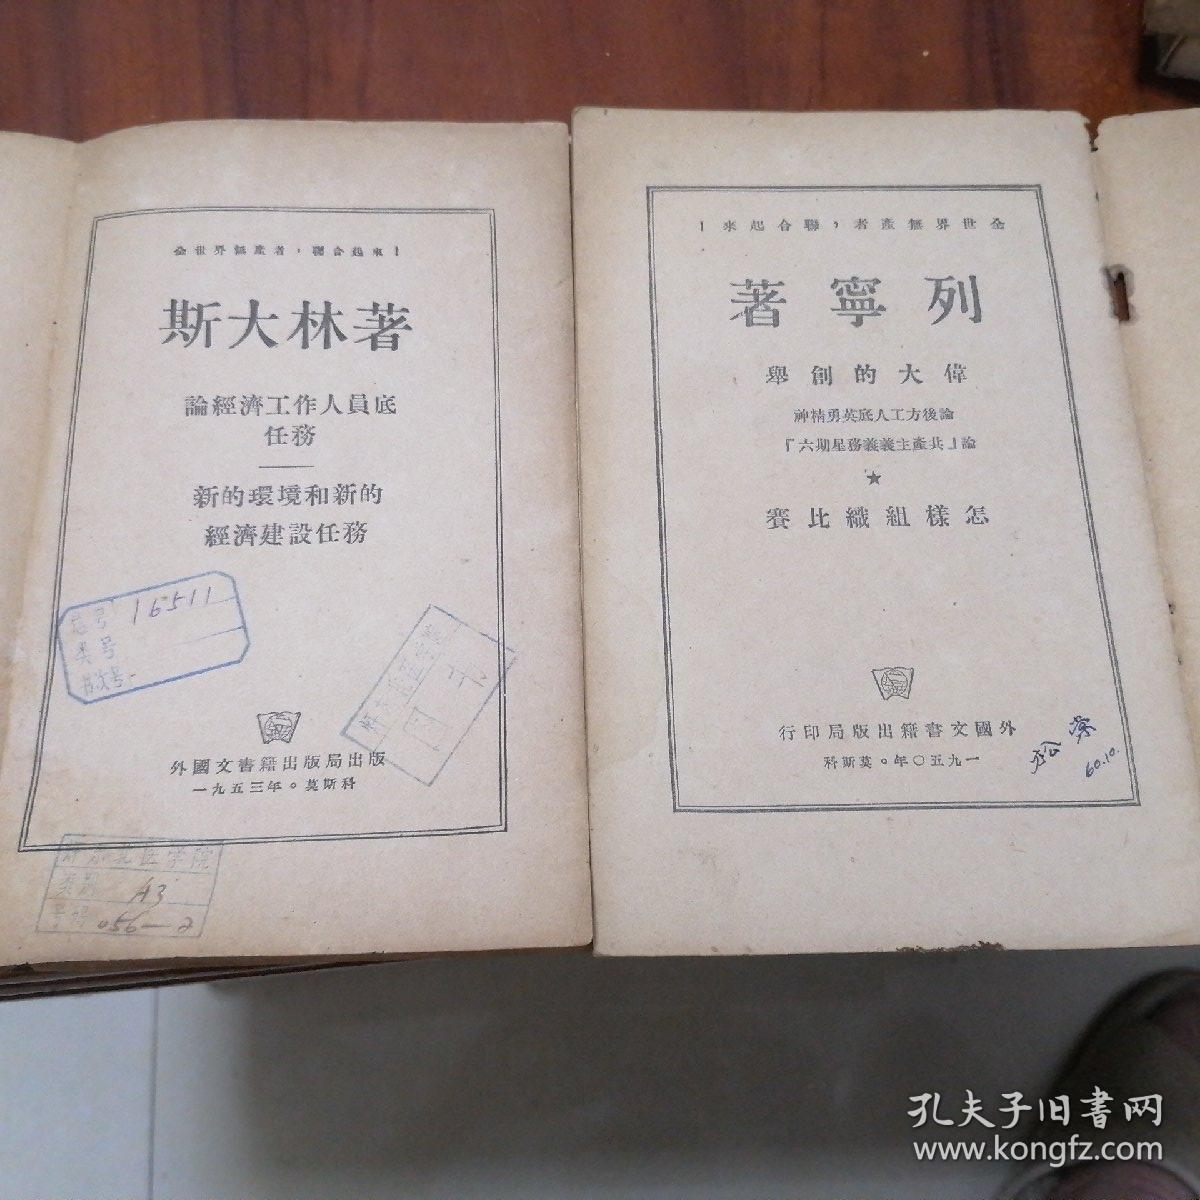 全世界無產者，聯合起來！
斯大林著
論經濟工作人員底
任務
新的環境和新的
經濟建設任務
总号 16511
类号
书次号
外國文書籍出版局出版
一九五三年。莫斯科
类别 A3
号码 056-2
全世界無產者，聯合起來！
列寧著
偉大的創舉
論後方工人底英勇精神
論『共產主義義務星期六』
★
怎樣組織比賽
外國文書籍出版局印行
一九五〇年。莫斯科
60.10.
孔夫子旧书网
www.kongfz.com